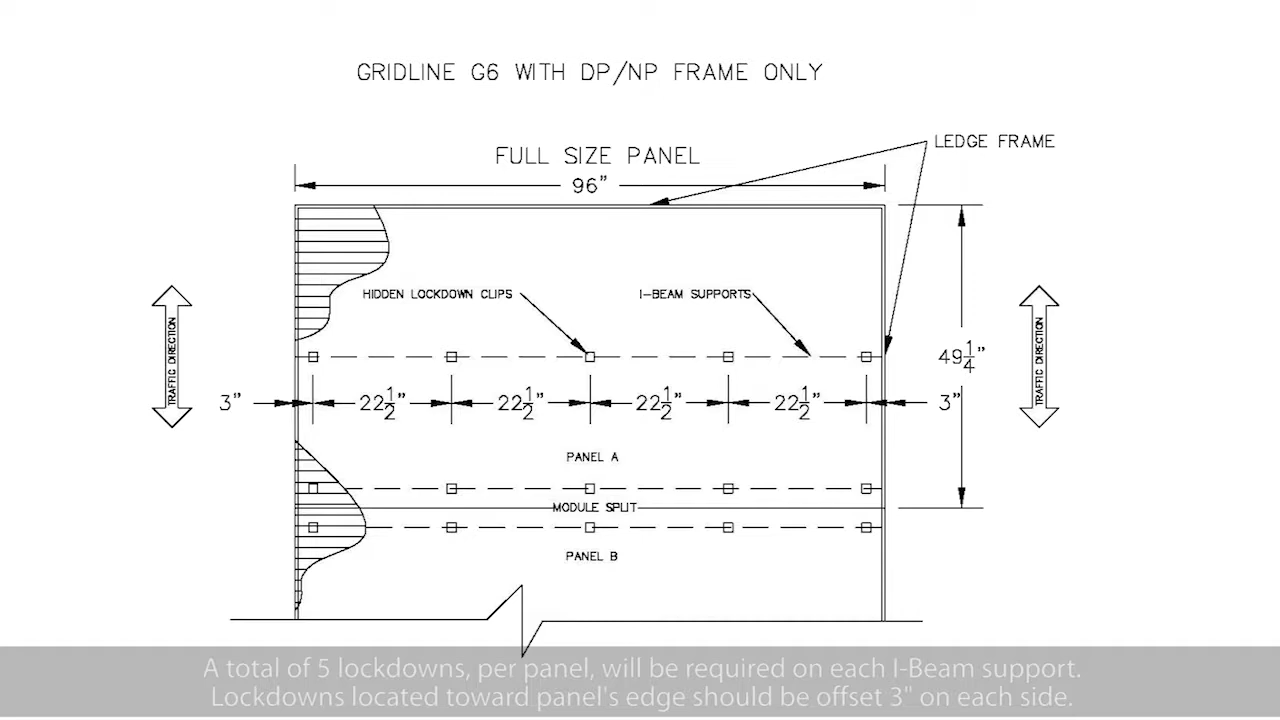 GRIDLINE G6 WITH DP/NP FRAME ONLY
LEDGE FRAME
FULL SIZE PANEL
96"
HIDDEN LOCKDOWN CLIPS
I-BEAM SUPPORTS
TRAFFIC DIRECTION
TRAFFIC DIRECTION
49 1/4"
3" 22 1/2" 22 1/2" 22 1/2" 22 1/2" 3"
PANEL A
MODULE SPLIT
PANEL B
A total of 5 lockdowns, per panel, will be required on each I-Beam support.
Lockdowns located toward panel's edge should be offset 3" on each side.